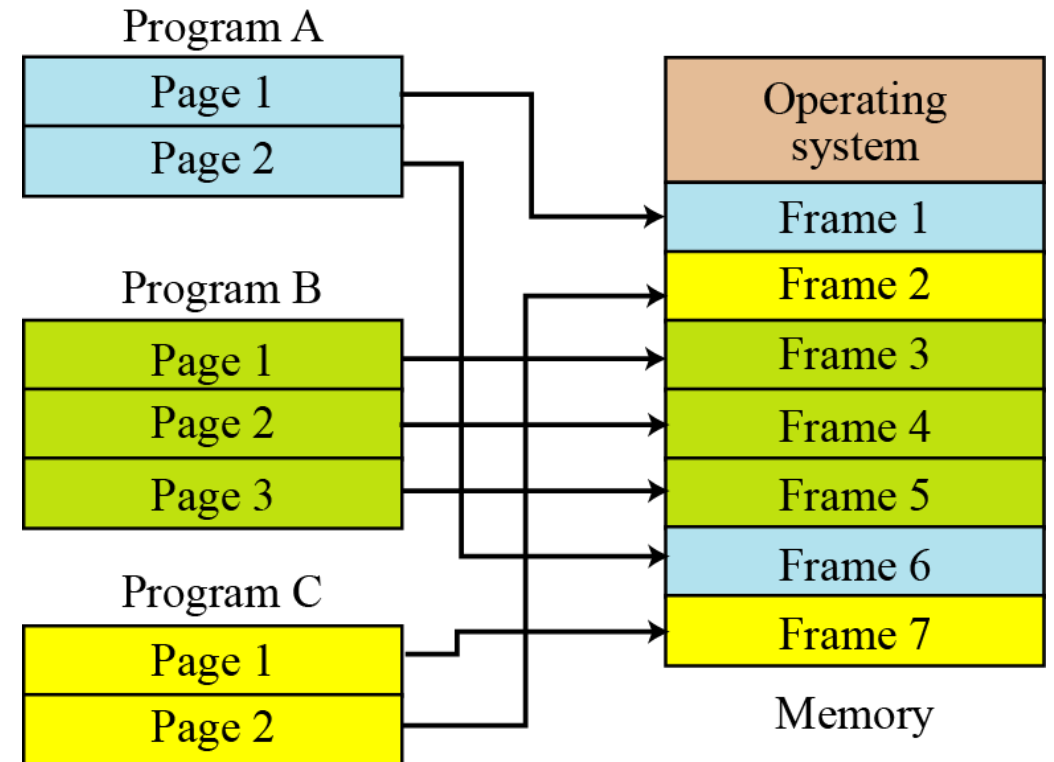 Program A
Page 1
Page 2
Program B
Page 1
Page 2
Page 3
Program C
Page 1
Page 2
Operating
system
Frame 1
Frame 2
Frame 3
Frame 4
Frame 5
Frame 6
Frame 7
Memory